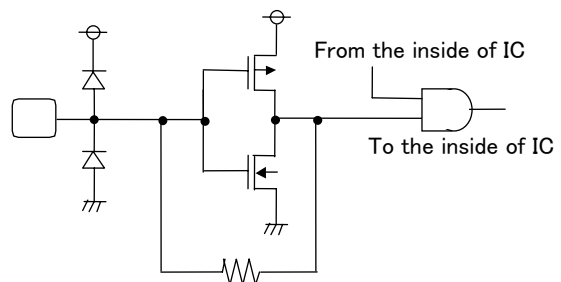 From the inside of IC
To the inside of IC